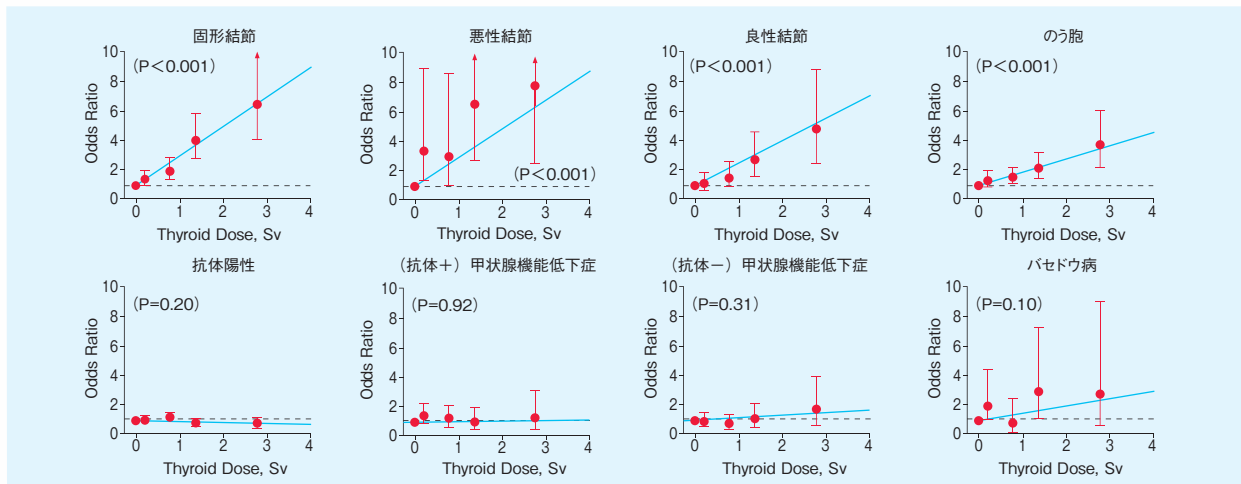 固形結節
(P<0.001)
Odds Ratio
10
8
6
4
2
0
0 1 2 3 4
Thyroid Dose, Sv
悪性結節
(P<0.001)
Odds Ratio
10
8
6
4
2
0
0 1 2 3 4
Thyroid Dose, Sv
良性結節
(P<0.001)
Odds Ratio
10
8
6
4
2
0
0 1 2 3 4
Thyroid Dose, Sv
のう胞
(P<0.001)
Odds Ratio
10
8
6
4
2
0
0 1 2 3 4
Thyroid Dose, Sv
抗体陽性
(P=0.20)
Odds Ratio
10
8
6
4
2
0
0 1 2 3 4
Thyroid Dose, Sv
(抗体+) 甲状腺機能低下症
(P=0.92)
Odds Ratio
10
8
6
4
2
0
0 1 2 3 4
Thyroid Dose, Sv
(抗体−) 甲状腺機能低下症
(P=0.31)
Odds Ratio
10
8
6
4
2
0
0 1 2 3 4
Thyroid Dose, Sv
バセドウ病
(P=0.10)
Odds Ratio
10
8
6
4
2
0
0 1 2 3 4
Thyroid Dose, Sv